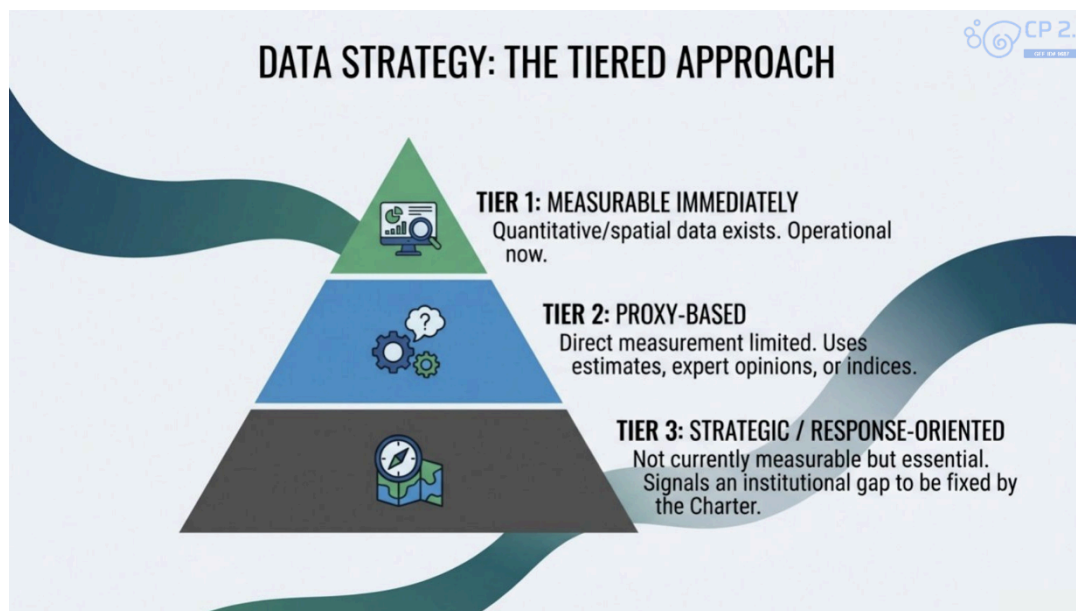 CP 2.
DATA STRATEGY: THE TIERED APPROACH
TIER 1: MEASURABLE IMMEDIATELY
Quantitative/spatial data exists. Operational
now.
?
TIER 2: PROXY-BASED
Direct measurement limited. Uses
estimates, expert opinions, or indices.
TIER 3: STRATEGIC / RESPONSE-ORIENTED
Not currently measurable but essential.
Signals an institutional gap to be fixed by
the Charter.